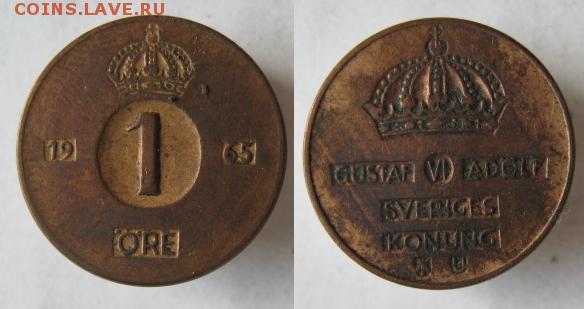 COINS.LAVE.RU
1
19 65
ÖRE
GUSTAF VI ADOLF
SVERIGES
KONUNG
U